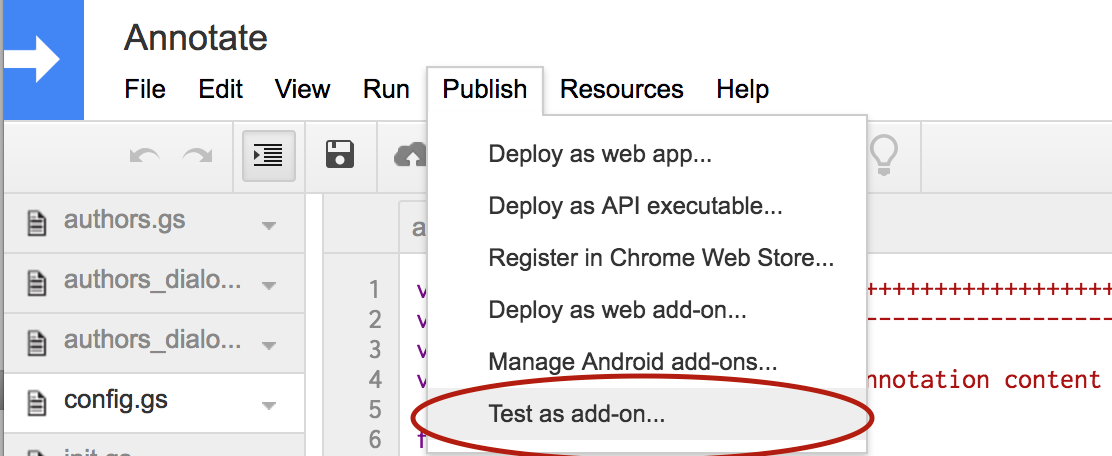 Annotate
File Edit View Run Publish Resources Help
Deploy as web app...
Deploy as API executable...
Register in Chrome Web Store...
Deploy as web add-on...
Manage Android add-ons...
Test as add-on...
authors.gs
authors_dialo...
authors_dialo...
config.gs
init.gs
a
1 v ++++++++++++++++++
2 v ------------------
3 v
4 v nnotation content
5
6 f